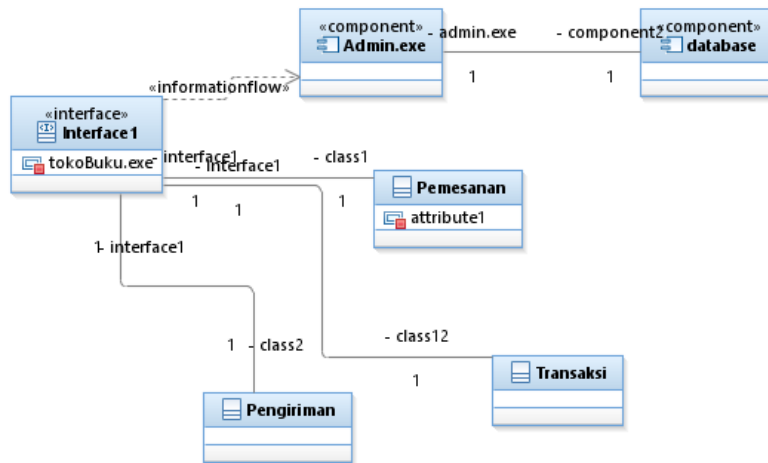 «component»
Admin.exe
- admin.exe
- component2
«component»
database
1
1
«informationflow»
«interface»
Interface1
tokoBuku.exe
- interface1
- interface1
- class1
1
1
1
Pemesanan
attribute1
1
- interface1
1
- class2
- class12
1
Pengiriman
Transaksi